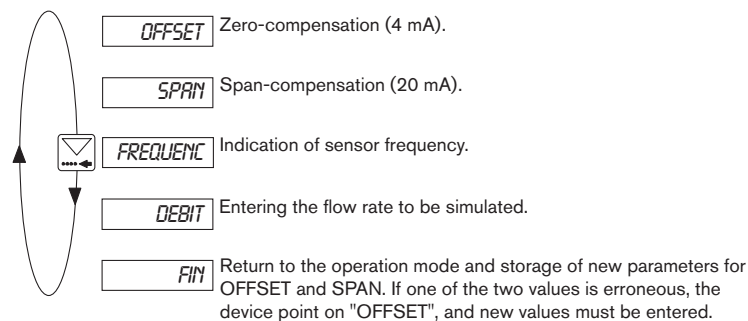 OFFSET Zero-compensation (4 mA).
SPAN Span-compensation (20 mA).
FREQUENC Indication of sensor frequency.
DEBIT Entering the flow rate to be simulated.
FIN Return to the operation mode and storage of new parameters for
OFFSET and SPAN. If one of the two values is erroneous, the
device point on "OFFSET", and new values must be entered.